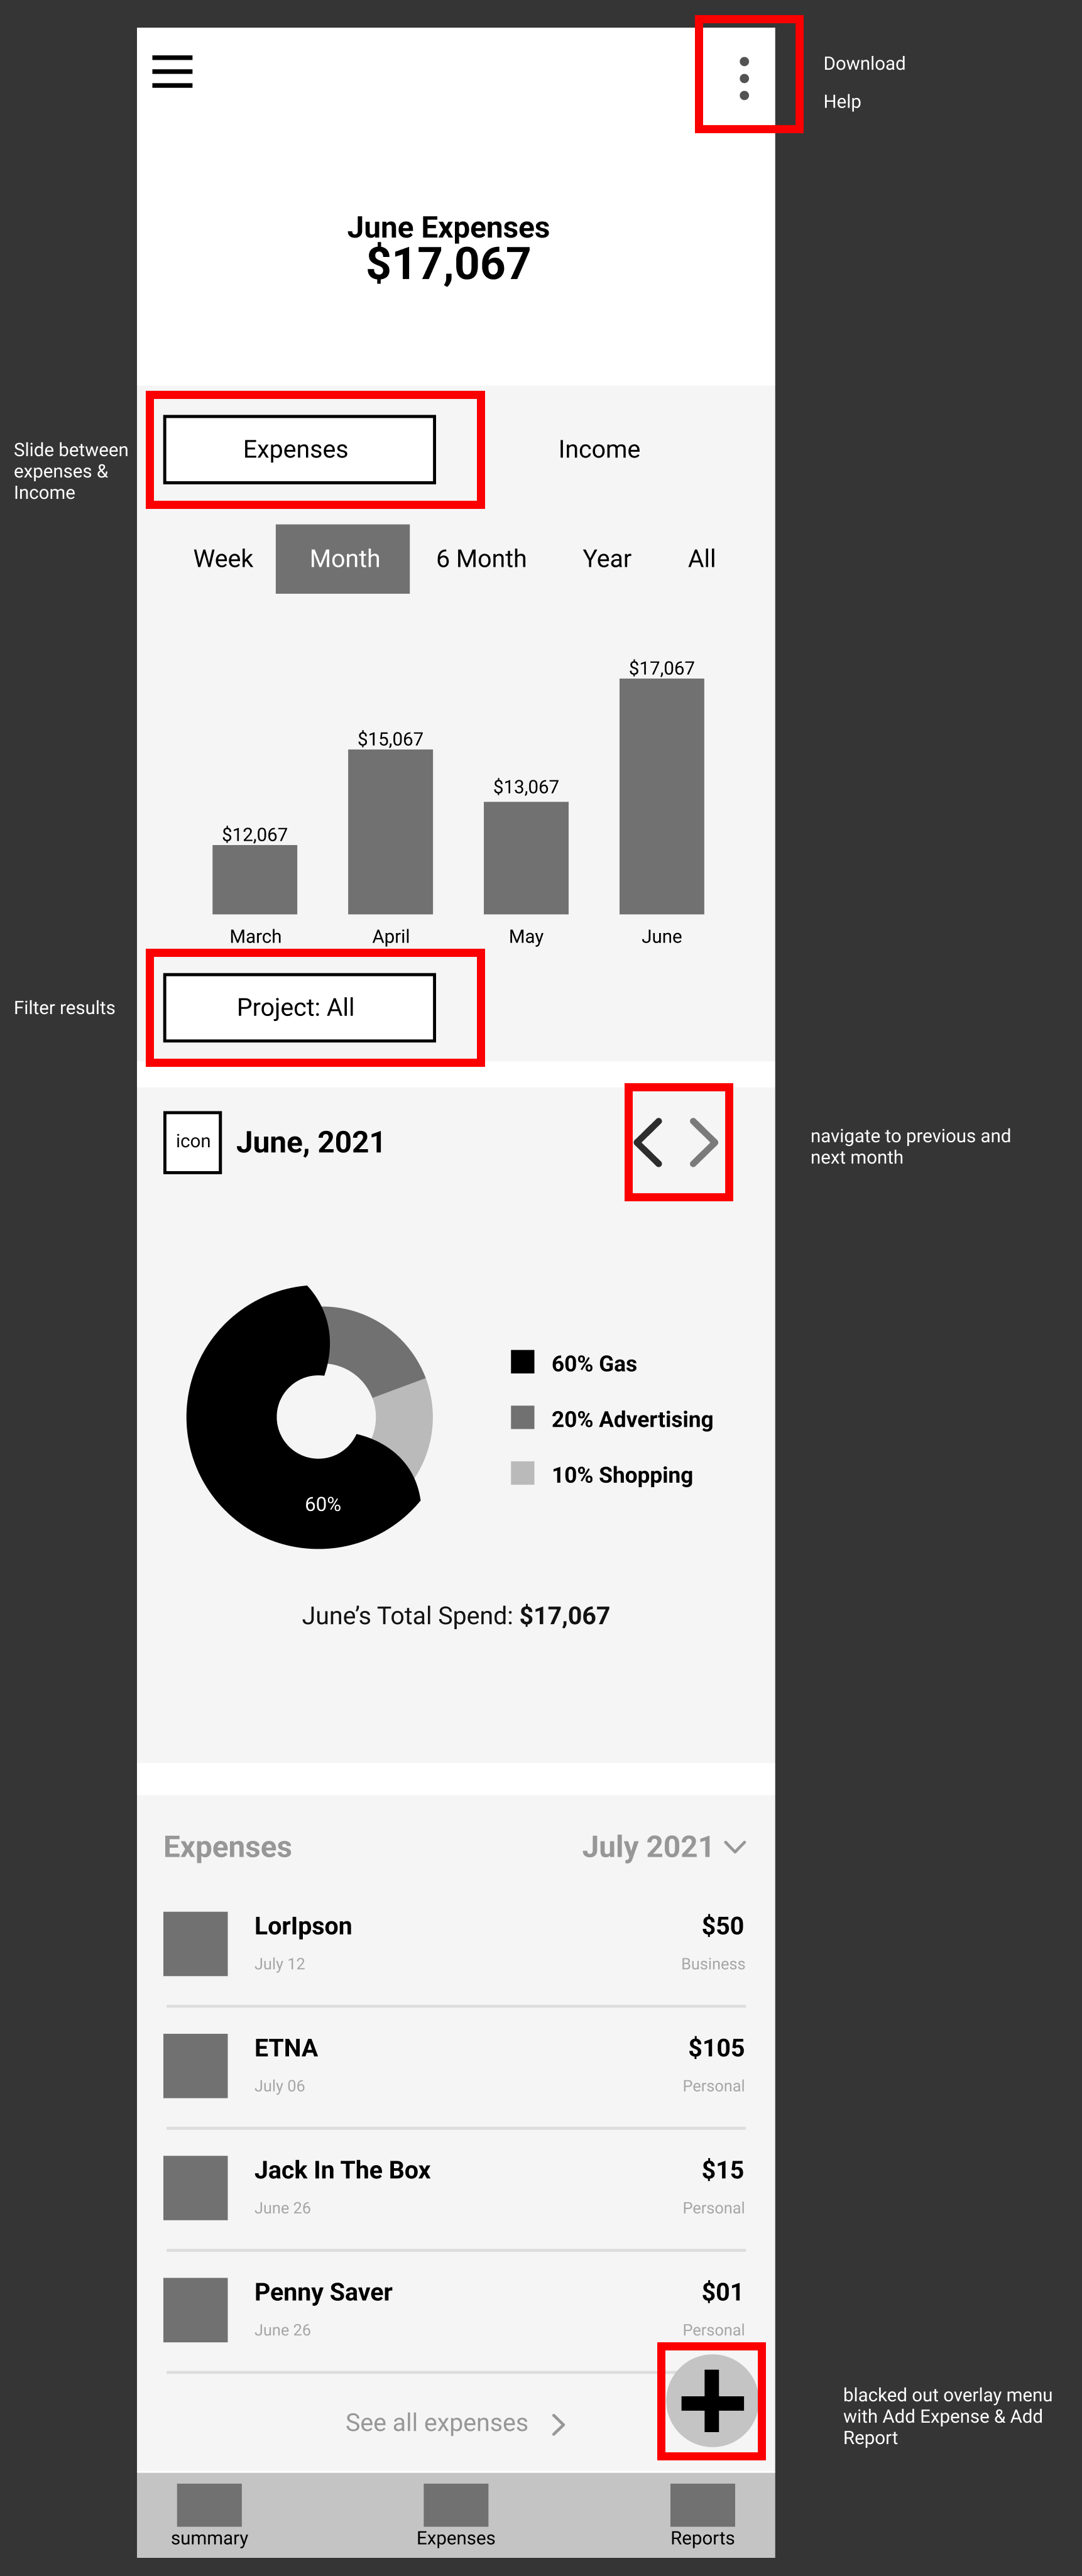 Download
Help
June Expenses
$17,067
Slide between
expenses &
Income
Expenses
Income
Week
Month
6 Month
Year
All
$12,067
$15,067
$13,067
$17,067
March
April
May
June
Filter results
Project: All
icon
June, 2021
navigate to previous and
next month
60% Gas
20% Advertising
10% Shopping
60%
June’s Total Spend: $17,067
Expenses
July 2021
LorIpson
$50
July 12
Business
ETNA
$105
July 06
Personal
Jack In The Box
$15
June 26
Personal
Penny Saver
$01
June 26
Personal
See all expenses
blacked out overlay menu
with Add Expense & Add
Report
summary
Expenses
Reports